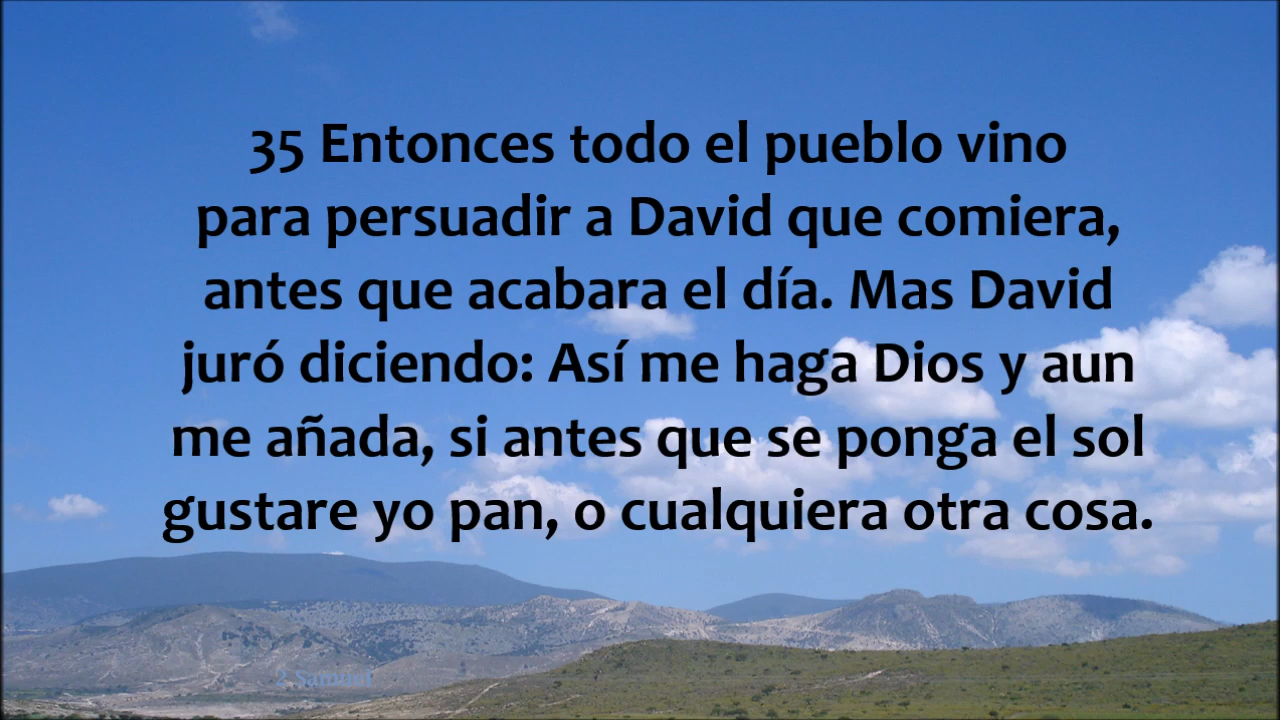 35 Entonces todo el pueblo vino
para persuadir a David que comiera,
antes que acabara el día. Mas David
juró diciendo: Así me haga Dios y aun
me añada, si antes que se ponga el sol
gustare yo pan, o cualquiera otra cosa.
2 Samuel